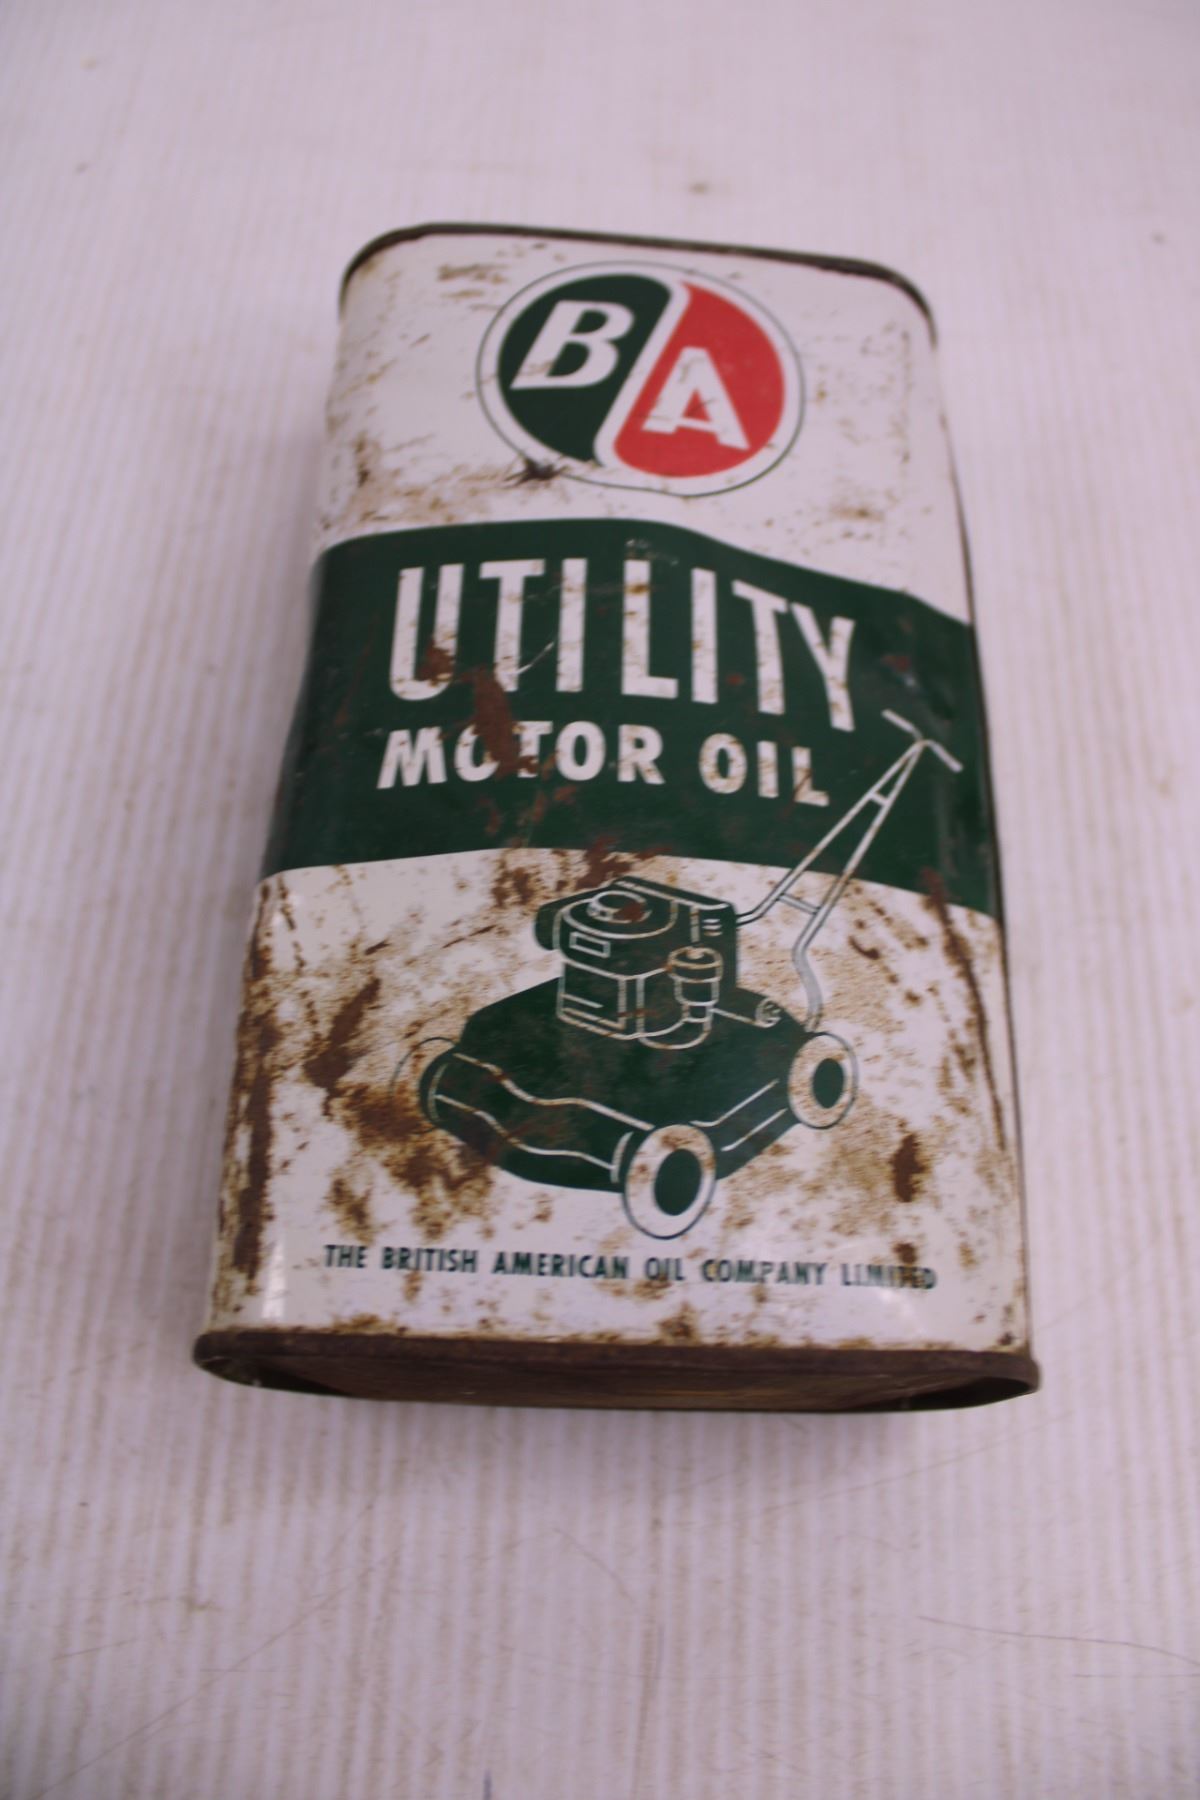 BA
UTILITY
MOTOR OIL
THE BRITISH AMERICAN OIL COMPANY LIMITED